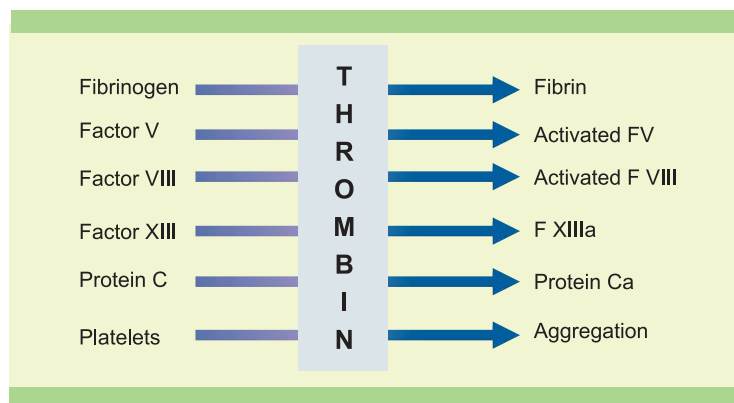 Fibrinogen
Fibrin
Factor V
Activated FV
Factor VIII
Activated F VIII
Factor XIII
F XIIIa
Protein C
Protein Ca
Platelets
Aggregation
T
H
R
O
M
B
I
N